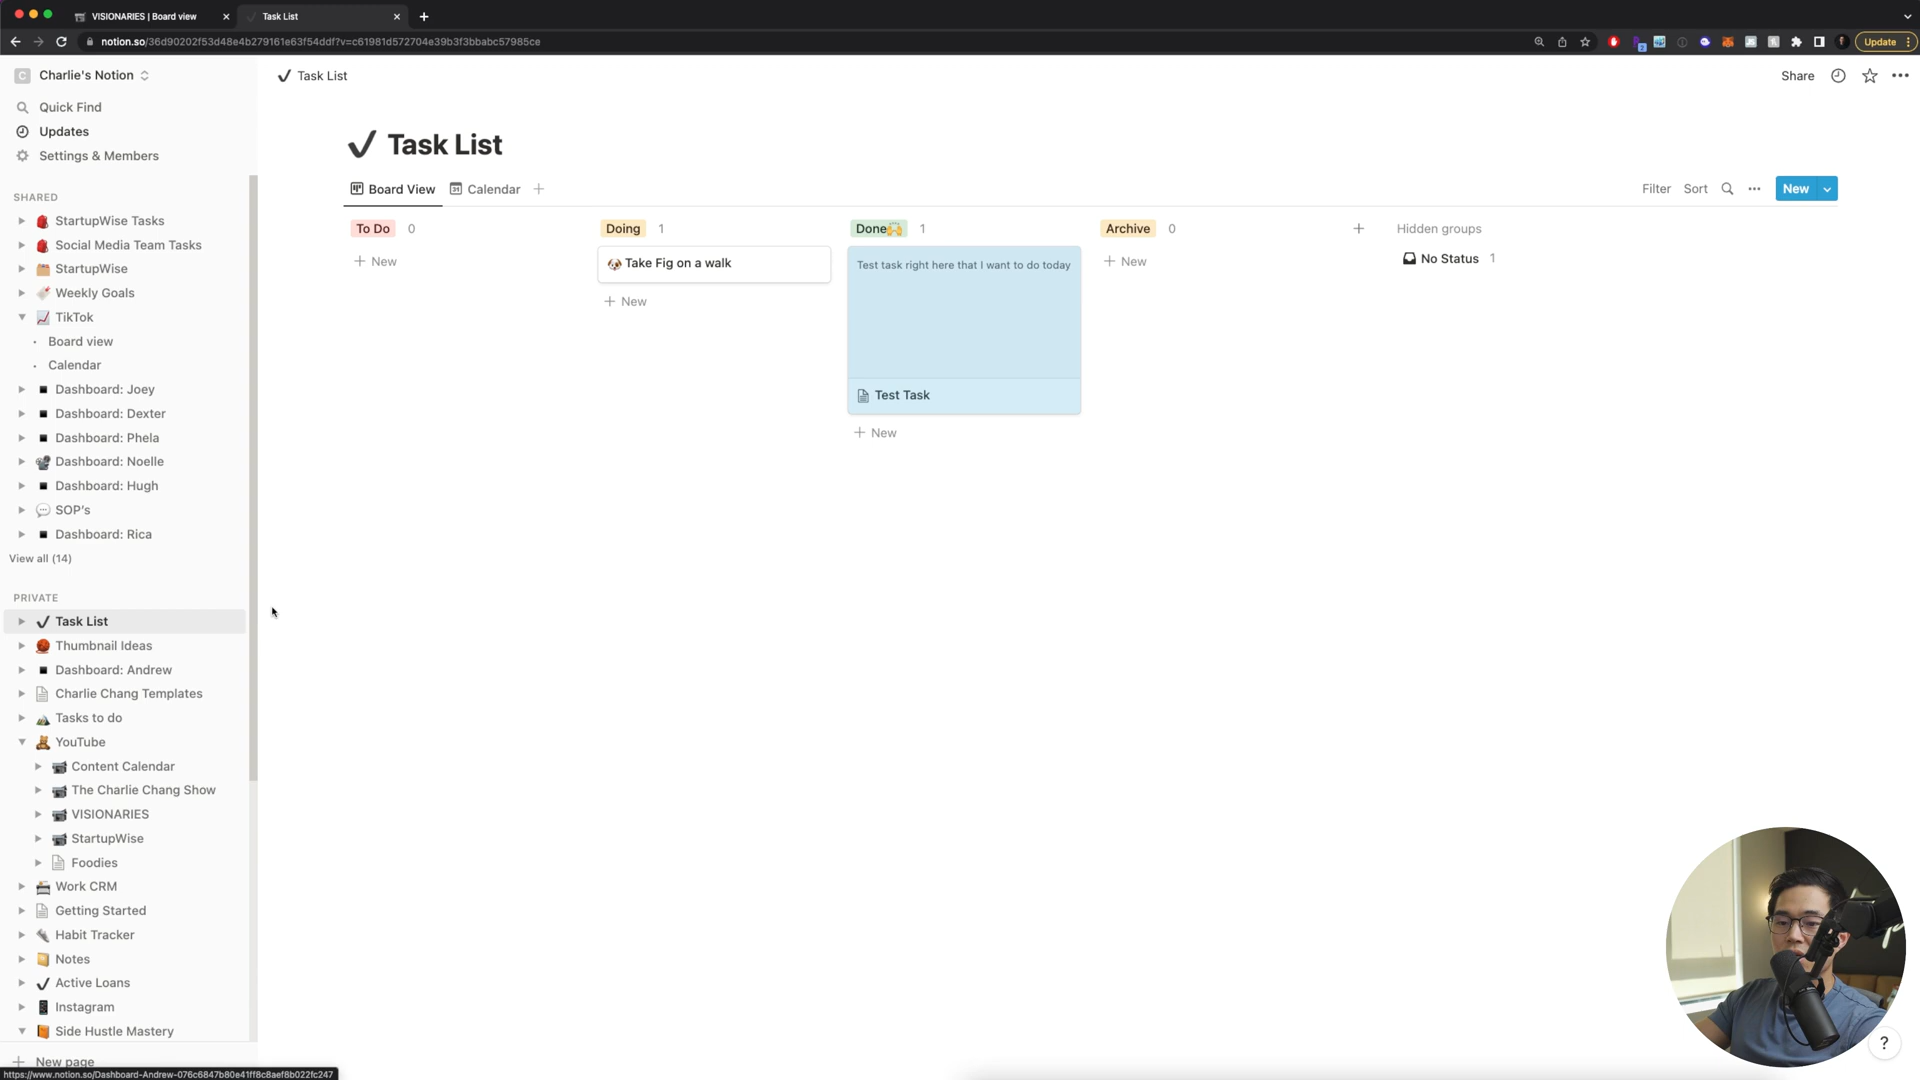 VISIONARIES | Board view
Task List
notion.so/36d90202f53d48e4b279161e63f54ddf?v=c61981d572704e39b3f3bbabc57985ce
Update
C Charlie's Notion
Quick Find
Updates
Settings & Members
SHARED
StartupWise Tasks
Social Media Team Tasks
StartupWise
Weekly Goals
TikTok
Board view
Calendar
Dashboard: Joey
Dashboard: Dexter
Dashboard: Phela
Dashboard: Noelle
Dashboard: Hugh
SOP's
Dashboard: Rica
View all (14)
PRIVATE
Task List
Thumbnail Ideas
Dashboard: Andrew
Charlie Chang Templates
Tasks to do
YouTube
Content Calendar
The Charlie Chang Show
VISIONARIES
StartupWise
Foodies
Work CRM
Getting Started
Habit Tracker
Notes
Active Loans
Instagram
Side Hustle Mastery
New page
https://www.notion.so/Dashboard-Andrew-076c6847b80e41ff8c8aef8b022fc247
Task List
Share
Task List
Board View
Calendar
Filter
Sort
New
To Do 0
New
Doing 1
Take Fig on a walk
New
Done 1
Test task right here that I want to do today
Test Task
New
Archive 0
New
Hidden groups
No Status 1
?